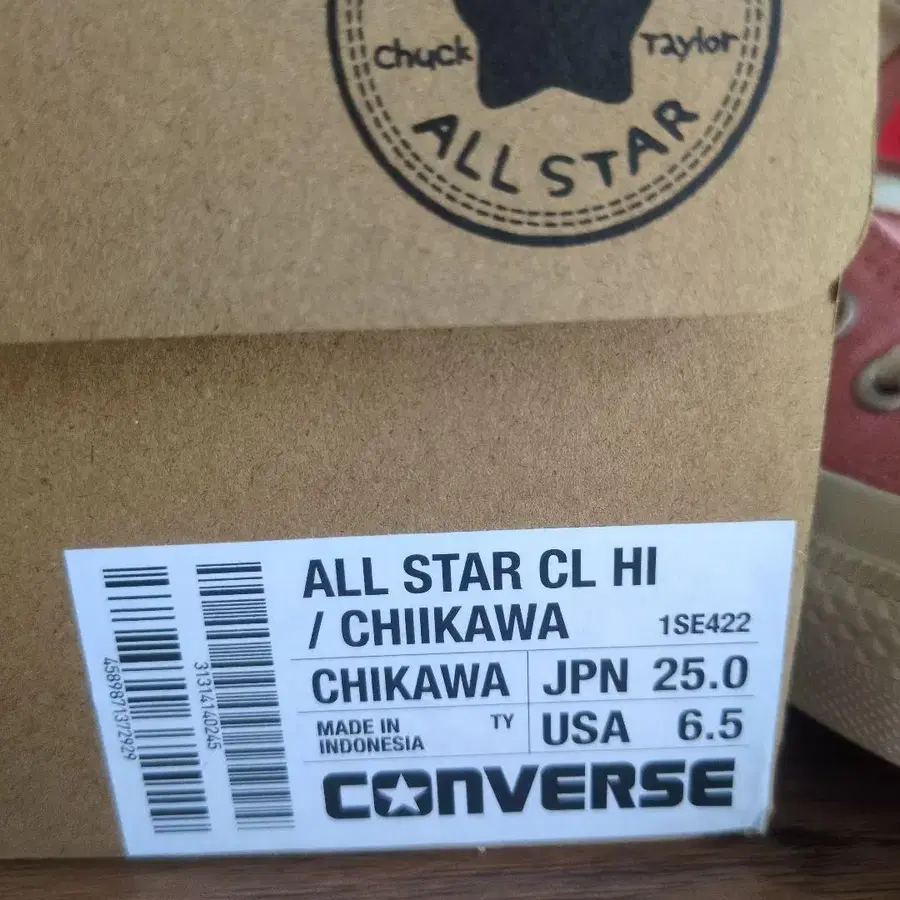 Chuck Taylor
ALL STAR
ALL STAR CL HI
/ CHIIKAWA 1SE422
CHIKAWA JPN 25.0
MADE IN INDONESIA TY USA 6.5
CONVERSE
4589871372929
31314140245